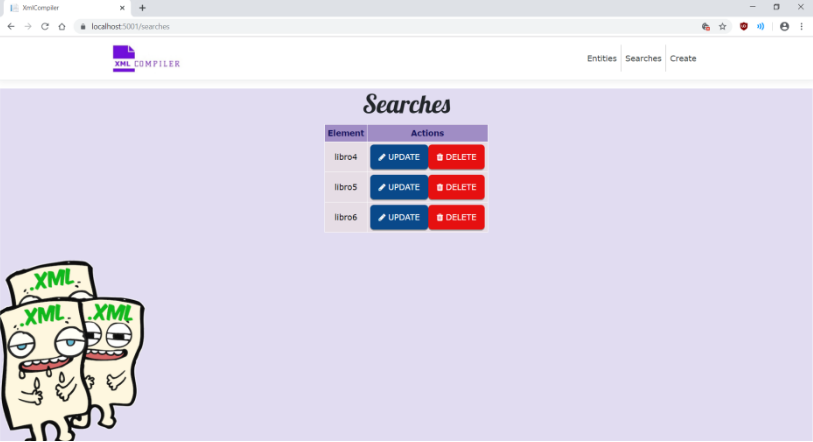 XmlCompiler
localhost:5001/searches
XML COMPILER
Entities Searches Create
Searches
Element Actions
libro4 UPDATE DELETE
libro5 UPDATE DELETE
libro6 UPDATE DELETE
.XML
.XML .XML